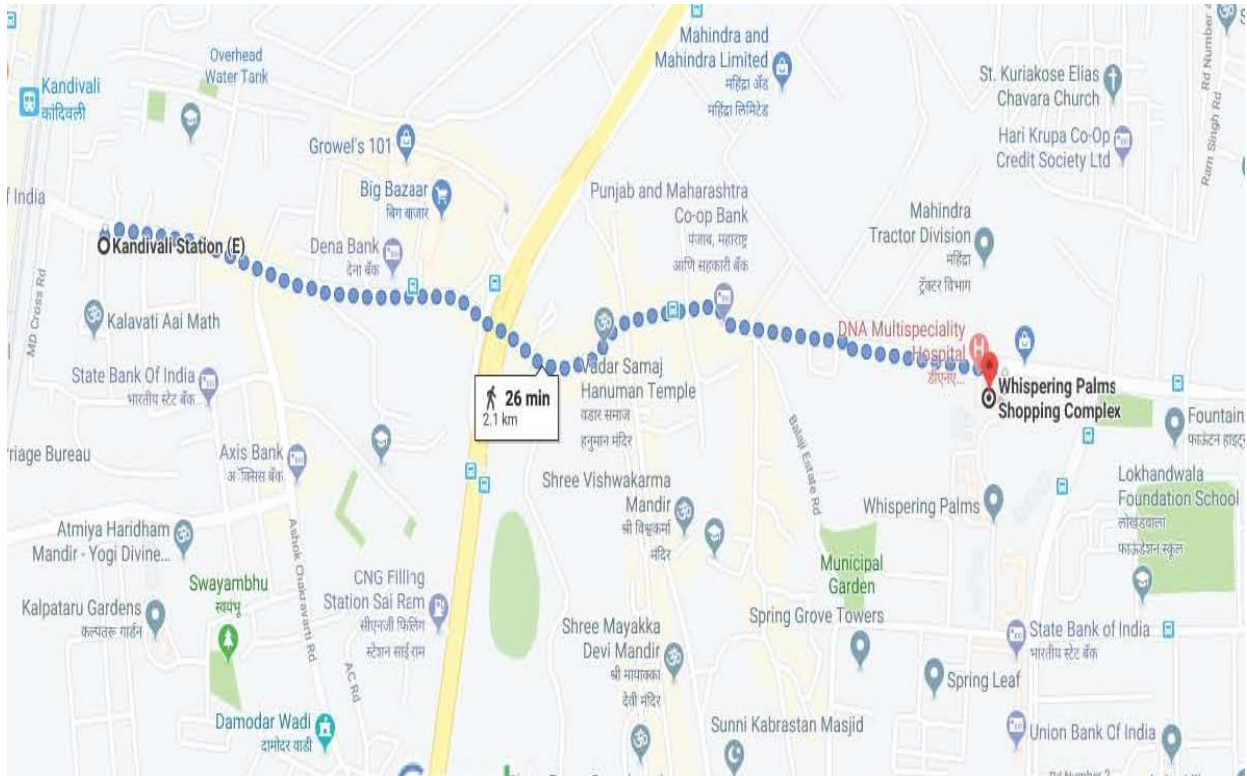 Kandivali
कांदिवली
Overhead
Water Tank
Mahindra and
Mahindra Limited
महिंद्रा अँड
महिंद्रा लिमिटेड
St. Kuriakose Elias
Chavara Church
Hari Krupa Co-Op
Credit Society Ltd
Ram Singh Rd
Growel's 101
Big Bazaar
बिग बाजार
Punjab and Maharashtra
Co-op Bank
पंजाब, महाराष्ट्र
आणि सहकारी बँक
of India
Kandivali Station (E)
Dena Bank
देना बँक
Mahindra
Tractor Division
महिंद्रा
ट्रॅक्टर विभाग
MD Cross Rd
Kalavati Aai Math
DNA Multispeciality
Hospital
डीएनए...
State Bank Of India
भारतीय स्टेट बँक
26 min
2.1 km
Vadar Samaj
Hanuman Temple
वडार समाज
हनुमान मंदिर
Whispering Palms
Shopping Complex
Fountain
फाऊंटन हाइट्
Balaji Estate Rd
rriage Bureau
Axis Bank
अॅक्सिस बँक
Shree Vishwakarma
Mandir
श्री विश्वकर्मा
मंदिर
Whispering Palms
Lokhandwala
Foundation School
लोखंडवाला
फाऊंडेशन स्कूल
Atmiya Haridham
Mandir - Yogi Divine...
Ashok Chakravarti Rd
Municipal
Garden
Swayambhu
स्वयंभू
CNG Filling
Station Sai Ram
सीएनजी फिलिंग
स्टेशन साई राम
Kalpataru Gardens
कल्पतरू गार्डन
AC Rd
Shree Mayakka
Devi Mandir
श्री मायाक्का
देवी मंदिर
Spring Grove Towers
State Bank of India
भारतीय स्टेट बँक
Spring Leaf
Damodar Wadi
दामोदर वाडी
Sunni Kabrastan Masjid
Union Bank Of India